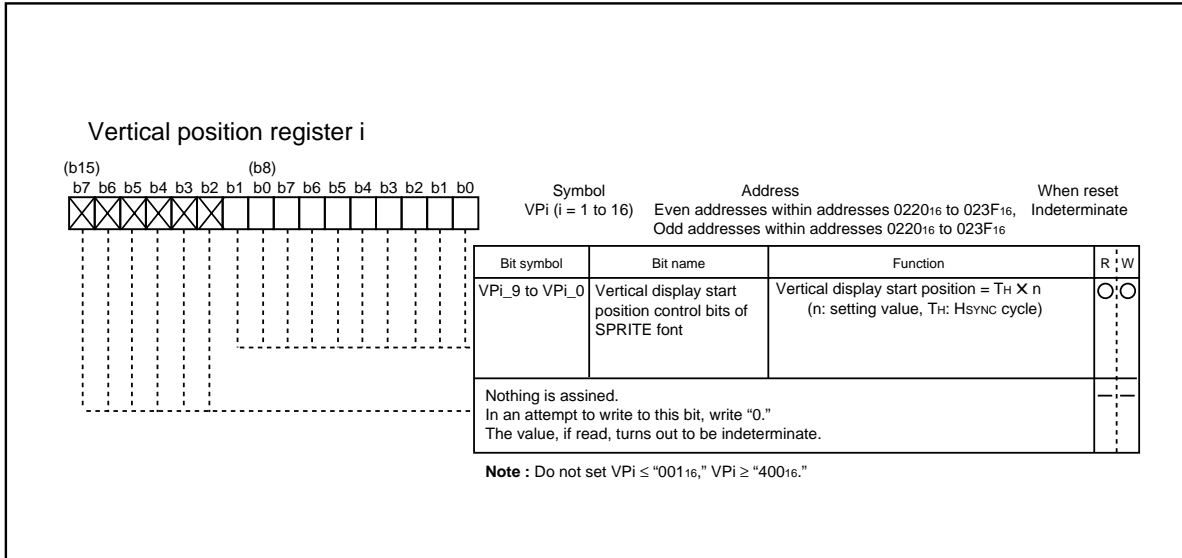 Vertical position register i
(b15) (b8)
b7 b6 b5 b4 b3 b2 b1 b0 b7 b6 b5 b4 b3 b2 b1 b0
Symbol Address When reset
VPi (i = 1 to 16) Even addresses within addresses 022016 to 023F16, Indeterminate
Odd addresses within addresses 022016 to 023F16
Bit symbol Bit name Function R W
VPi_9 to VPi_0 Vertical display start Vertical display start position = TH X n
position control bits of (n: setting value, TH: HSYNC cycle)
SPRITE font
Nothing is assined.
In an attempt to write to this bit, write “0.”
The value, if read, turns out to be indeterminate.
Note : Do not set VPi ≤ “00116,” VPi ≥ “40016.”